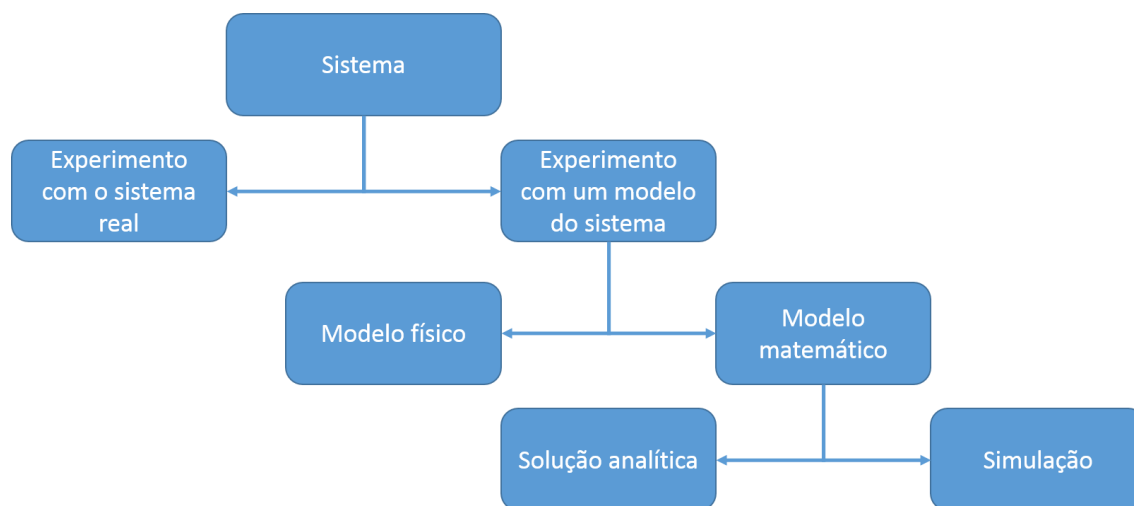 Sistema
Experimento
com o sistema
real
Experimento
com um modelo
do sistema
Modelo físico
Modelo
matemático
Solução analítica
Simulação